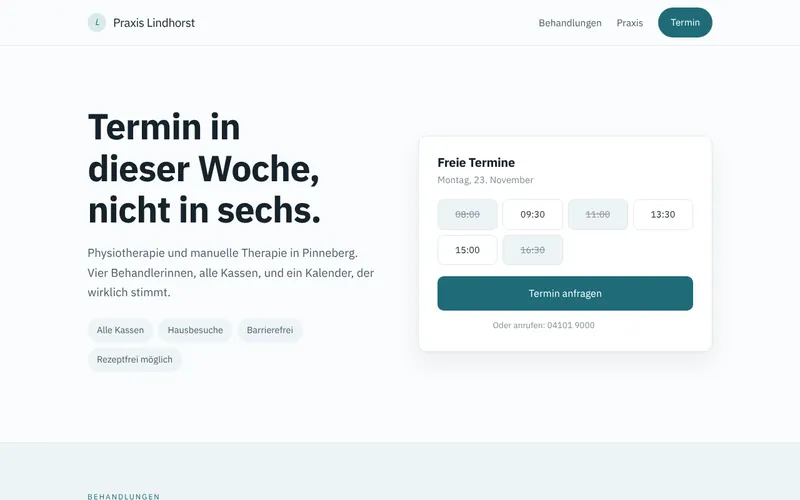 L Praxis Lindhorst
Behandlungen Praxis Termin
Termin in
dieser Woche,
nicht in sechs.
Physiotherapie und manuelle Therapie in Pinneberg.
Vier Behandlerinnen, alle Kassen, und ein Kalender, der
wirklich stimmt.
Alle Kassen Hausbesuche Barrierefrei
Rezeptfrei möglich
Freie Termine
Montag, 23. November
08:00 09:30 11:00 13:30
15:00 16:30
Termin anfragen
Oder anrufen: 04101 9000
BEHANDLUNGEN